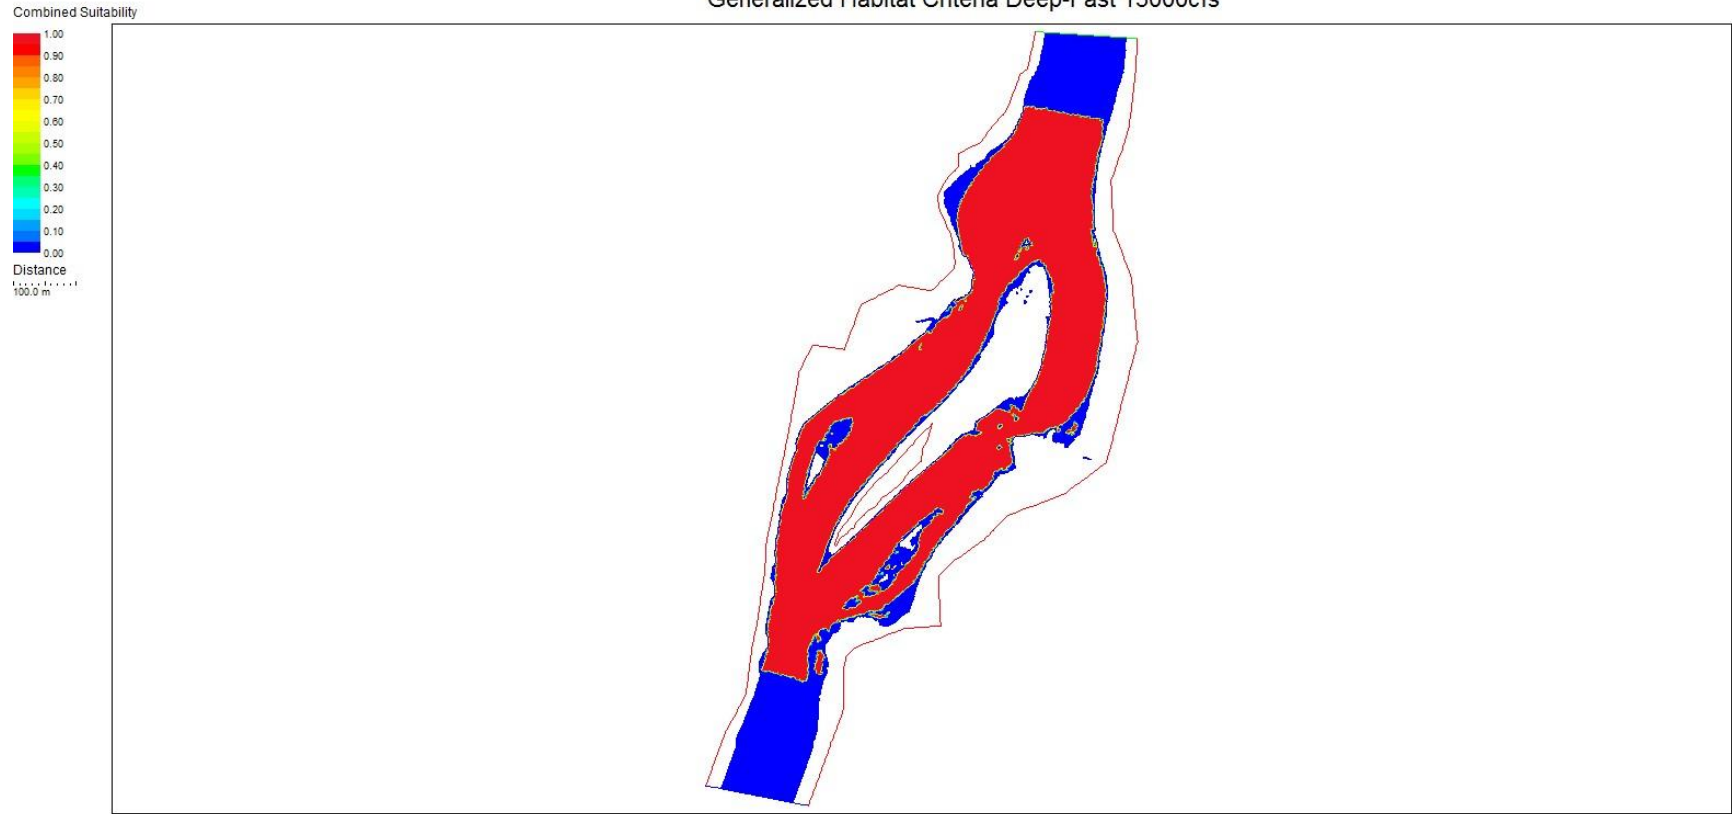 Generalized Habitat Criteria Deep-Fast 15000cfs
Combined Suitability
1.00
0.90
0.80
0.70
0.60
0.50
0.40
0.30
0.20
0.10
0.00
Distance
100.0 m